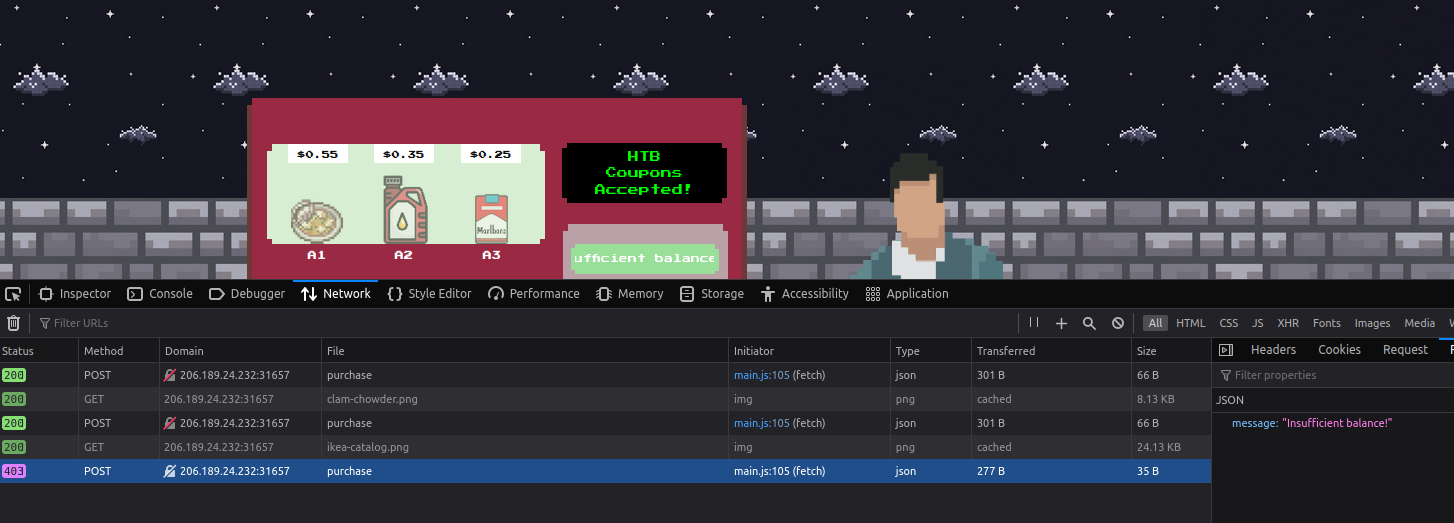 $0.55 $0.35 $0.25
HTB
Coupons
Accepted!
Marlboro
ufficient balance
A1 A2 A3
Inspector Console Debugger Network Style Editor Performance Memory Storage Accessibility Application
Filter URLs All HTML CSS JS XHR Fonts Images Media W
Status Method Domain File Initiator Type Transferred Size Headers Cookies Request
200 POST 206.189.24.232:31657 purchase main.js:105 (fetch) json 301 B 66 B Filter properties
200 GET 206.189.24.232:31657 clam-chowder.png img png cached 8.13 KB JSON
200 POST 206.189.24.232:31657 purchase main.js:105 (fetch) json 301 B 66 B message: "Insufficient balance!"
200 GET 206.189.24.232:31657 ikea-catalog.png img png cached 24.13 KB
403 POST 206.189.24.232:31657 purchase main.js:105 (fetch) json 277 B 35 B